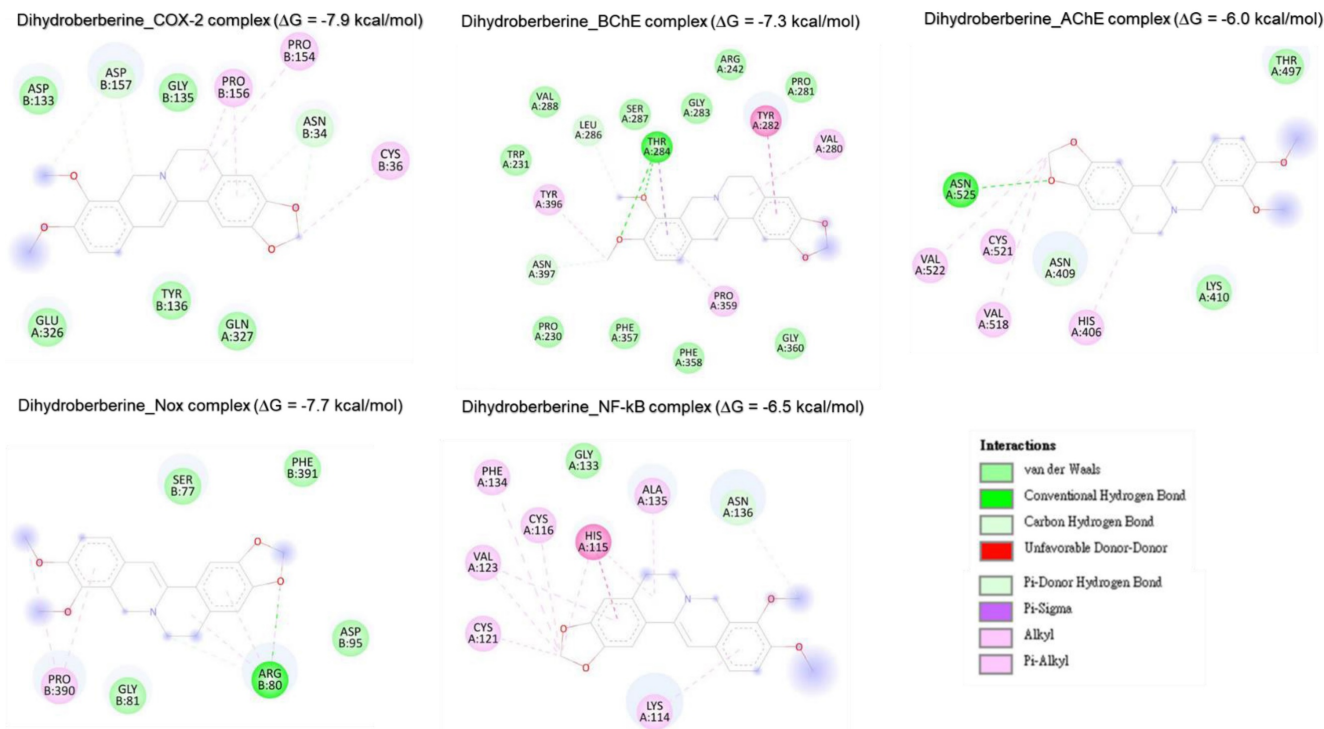 Dihydroberberine_COX-2 complex (ΔG = -7.9 kcal/mol)
PRO
B:154
ASP
B:133
ASP
B:157
GLY
B:135
PRO
B:156
ASN
B:34
CYS
B:36
N
O
O
O
O
GLU
A:326
TYR
B:136
GLN
B:327
Dihydroberberine_BChE complex (ΔG = -7.3 kcal/mol)
ARG
A:242
PRO
A:281
VAL
A:288
SER
A:287
GLY
A:283
LEU
A:286
THR
A:284
TYR
A:282
VAL
A:280
TRP
A:231
TYR
A:396
N
O
O
O
O
ASN
A:397
PRO
A:359
PRO
A:230
PHE
A:357
PHE
A:358
GLY
A:360
Dihydroberberine_AChE complex (ΔG = -6.0 kcal/mol)
THR
A:497
O
O
O
O
N
ASN
A:525
VAL
A:522
CYS
A:521
ASN
A:409
LYS
A:410
VAL
A:518
HIS
A:406
Dihydroberberine_Nox complex (ΔG = -7.7 kcal/mol)
SER
B:77
PHE
B:391
O
O
O
O
N
ASP
B:95
PRO
B:390
GLY
B:81
ARG
B:80
Dihydroberberine_NF-kB complex (ΔG = -6.5 kcal/mol)
PHE
A:134
GLY
A:133
ALA
A:135
ASN
A:136
CYS
A:116
HIS
A:115
VAL
A:123
CYS
A:121
N
O
O
O
O
LYS
A:114
Interactions
van der Waals
Conventional Hydrogen Bond
Carbon Hydrogen Bond
Unfavorable Donor-Donor
Pi-Donor Hydrogen Bond
Pi-Sigma
Alkyl
Pi-Alkyl